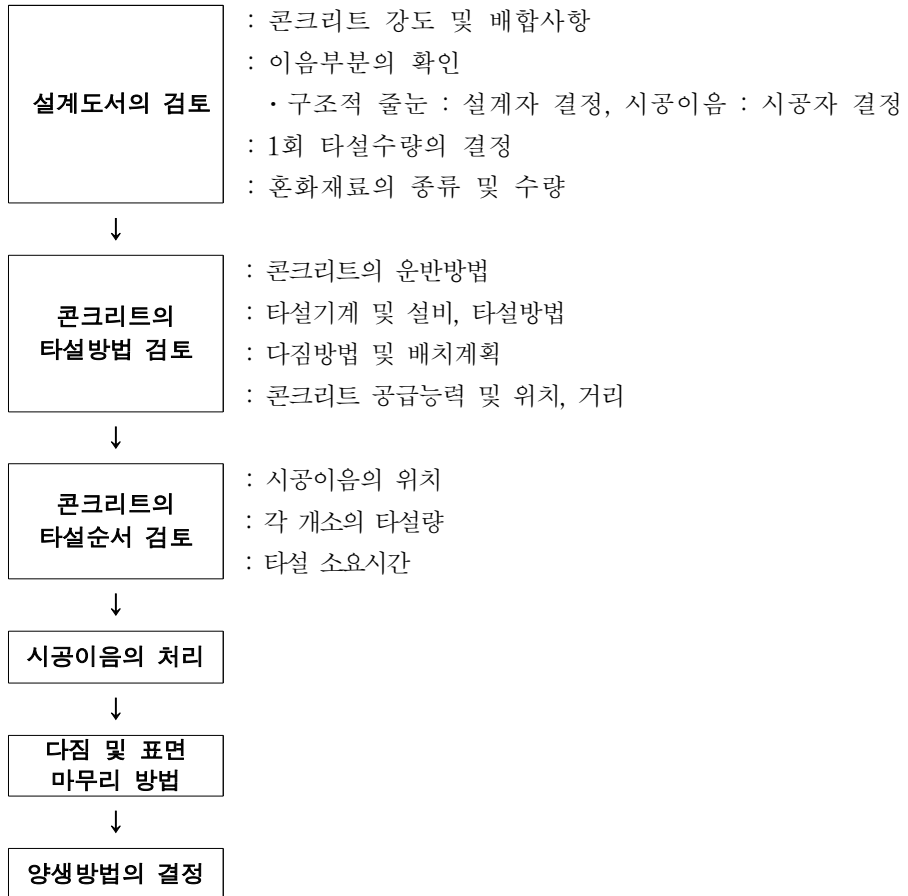 설계도서의 검토
: 콘크리트 강도 및 배합사항
: 이음부분의 확인
・구조적 줄눈 : 설계자 결정, 시공이음 : 시공자 결정
: 1회 타설수량의 결정
: 혼화재료의 종류 및 수량
↓
콘크리트의
타설방법 검토
: 콘크리트의 운반방법
: 타설기계 및 설비, 타설방법
: 다짐방법 및 배치계획
: 콘크리트 공급능력 및 위치, 거리
↓
콘크리트의
타설순서 검토
: 시공이음의 위치
: 각 개소의 타설량
: 타설 소요시간
↓
시공이음의 처리
↓
다짐 및 표면
마무리 방법
↓
양생방법의 결정